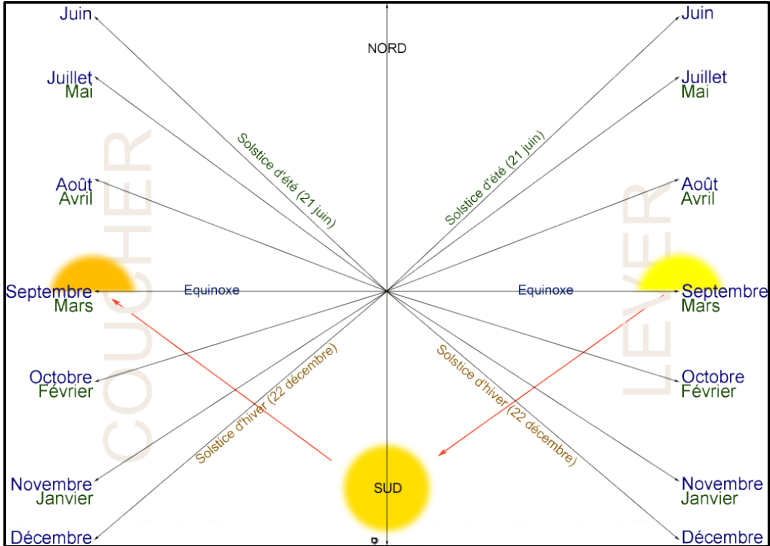 Juin
NORD
Juin
Juillet
Mai
Juillet
Mai
Solstice d'été (21 juin)
Solstice d'été (21 juin)
COUCHER
LEVER
Août
Avril
Août
Avril
Septembre
Mars
Equinoxe
Equinoxe
Septembre
Mars
Octobre
Février
Octobre
Février
Solstice d'hiver (22 décembre)
Solstice d'hiver (22 décembre)
SUD
Novembre
Janvier
Novembre
Janvier
Décembre
Décembre